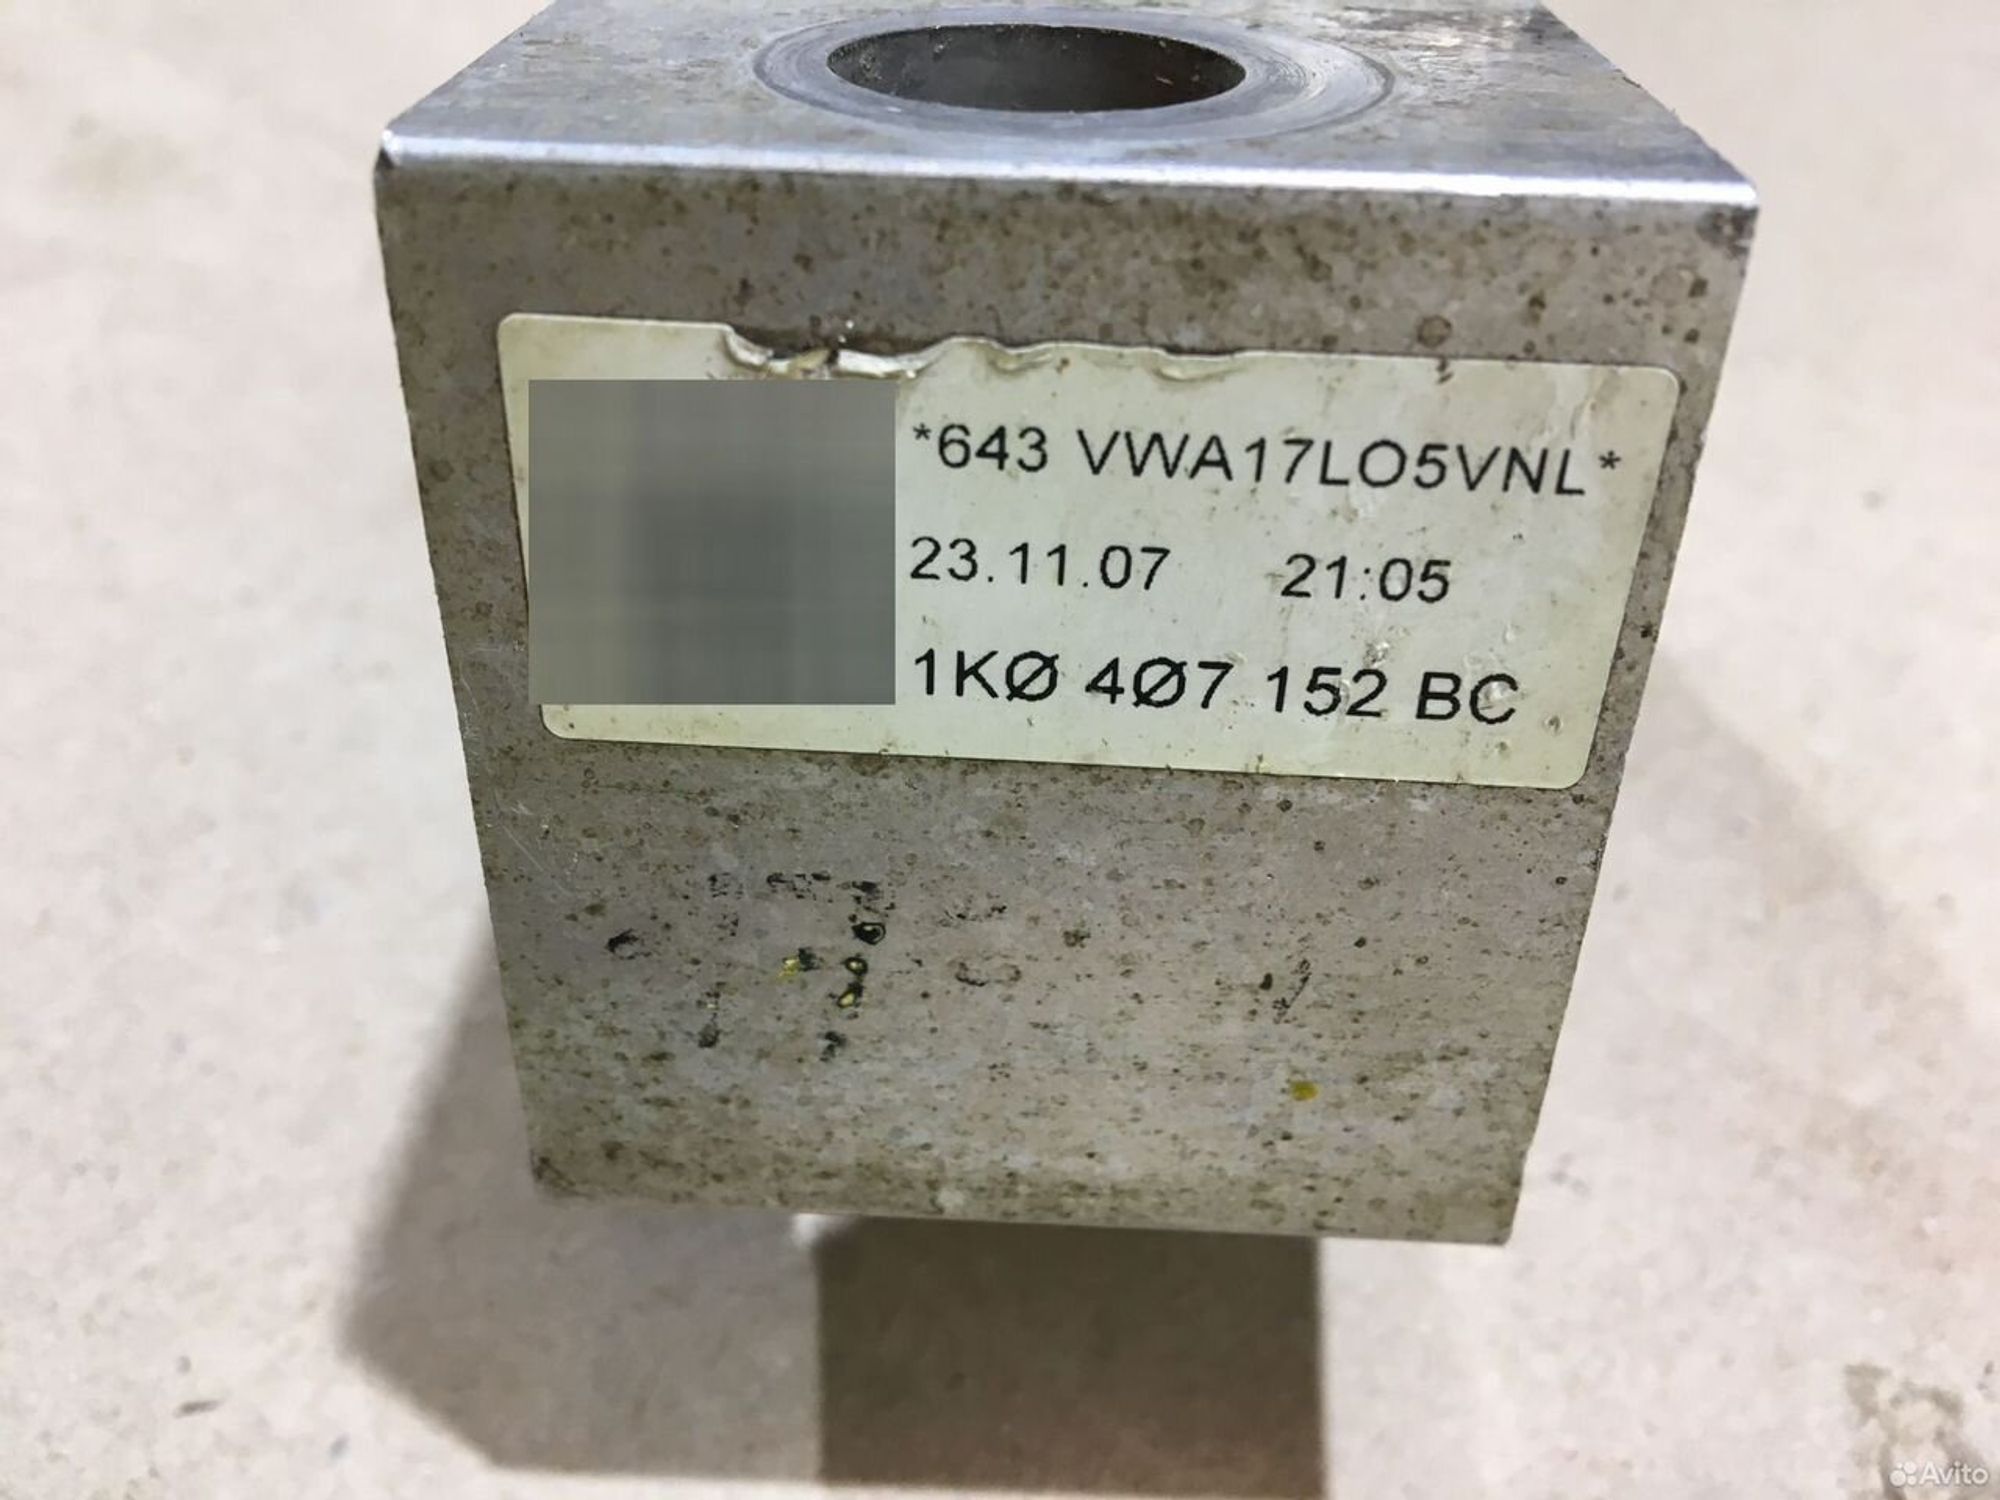 *643 VWA17LO5VNL*
23.11.07 21:05
1KØ 4Ø7 152 BC
Avito